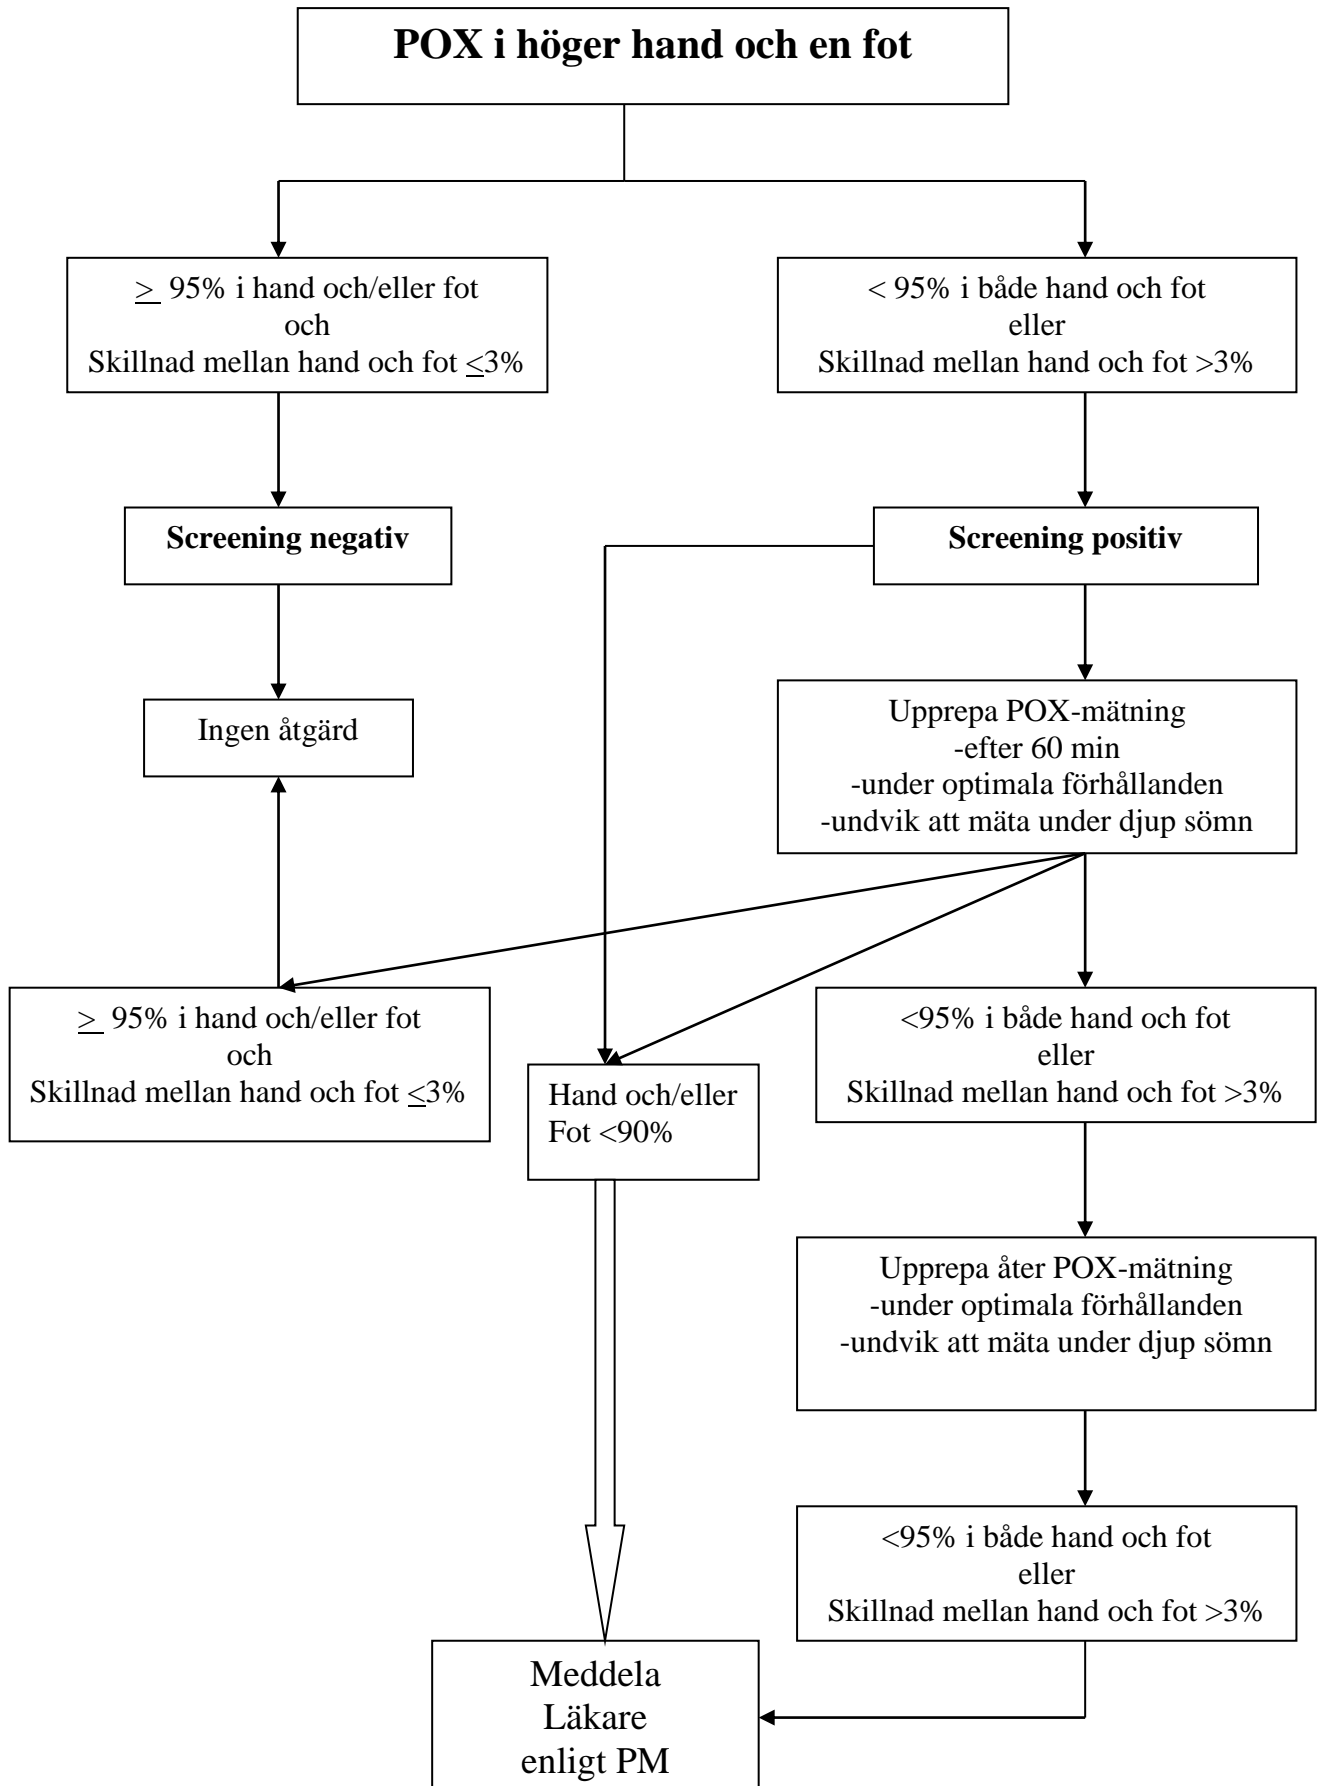 POX i höger hand och en fot
> 95% i hand och/eller fot
och
Skillnad mellan hand och fot <3%
< 95% i både hand och fot
eller
Skillnad mellan hand och fot >3%
Screening negativ
Screening positiv
Ingen åtgärd
Upprepa POX-mätning
-efter 60 min
-under optimala förhållanden
-undvik att mäta under djup sömn
> 95% i hand och/eller fot
och
Skillnad mellan hand och fot <3%
Hand och/eller
Fot <90%
<95% i både hand och fot
eller
Skillnad mellan hand och fot >3%
Upprepa åter POX-mätning
-under optimala förhållanden
-undvik att mäta under djup sömn
<95% i både hand och fot
eller
Skillnad mellan hand och fot >3%
Meddela
Läkare
enligt PM